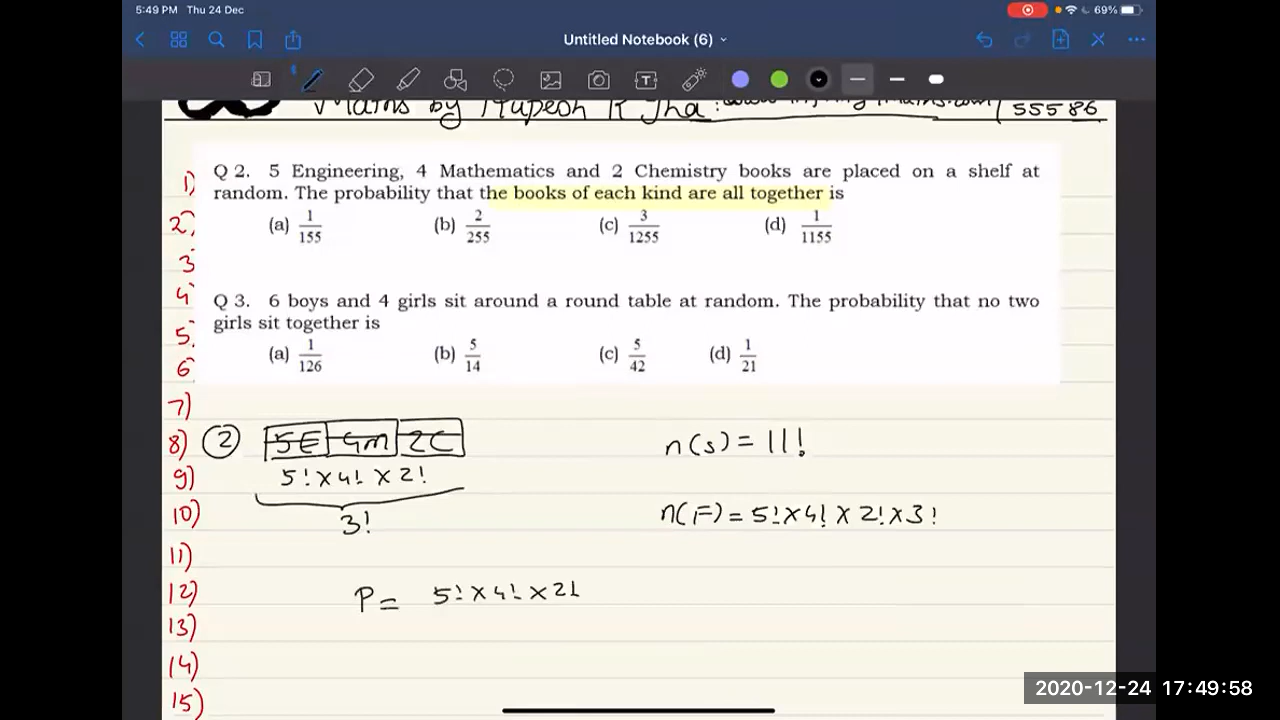 5:49 PM Thu 24 Dec
69%
Untitled Notebook (6)
Maths by Rupesh K Jha:
55586
Q 2. 5 Engineering, 4 Mathematics and 2 Chemistry books are placed on a shelf at
random. The probability that the books of each kind are all together is
(a) 1/155 (b) 2/255 (c) 3/1255 (d) 1/1155
Q 3. 6 boys and 4 girls sit around a round table at random. The probability that no two
girls sit together is
(a) 1/126 (b) 5/14 (c) 5/42 (d) 1/21
1)
2)
3
4
5
6
7)
8) ② 5E 4m 2C n(s) = 11!
9) 5! × 4! × 2!
10) 3! n(F) = 5! × 4! × 2! × 3!
11)
12) P = 5! × 4! × 2!
13)
14)
15)
2020-12-24 17:49:58